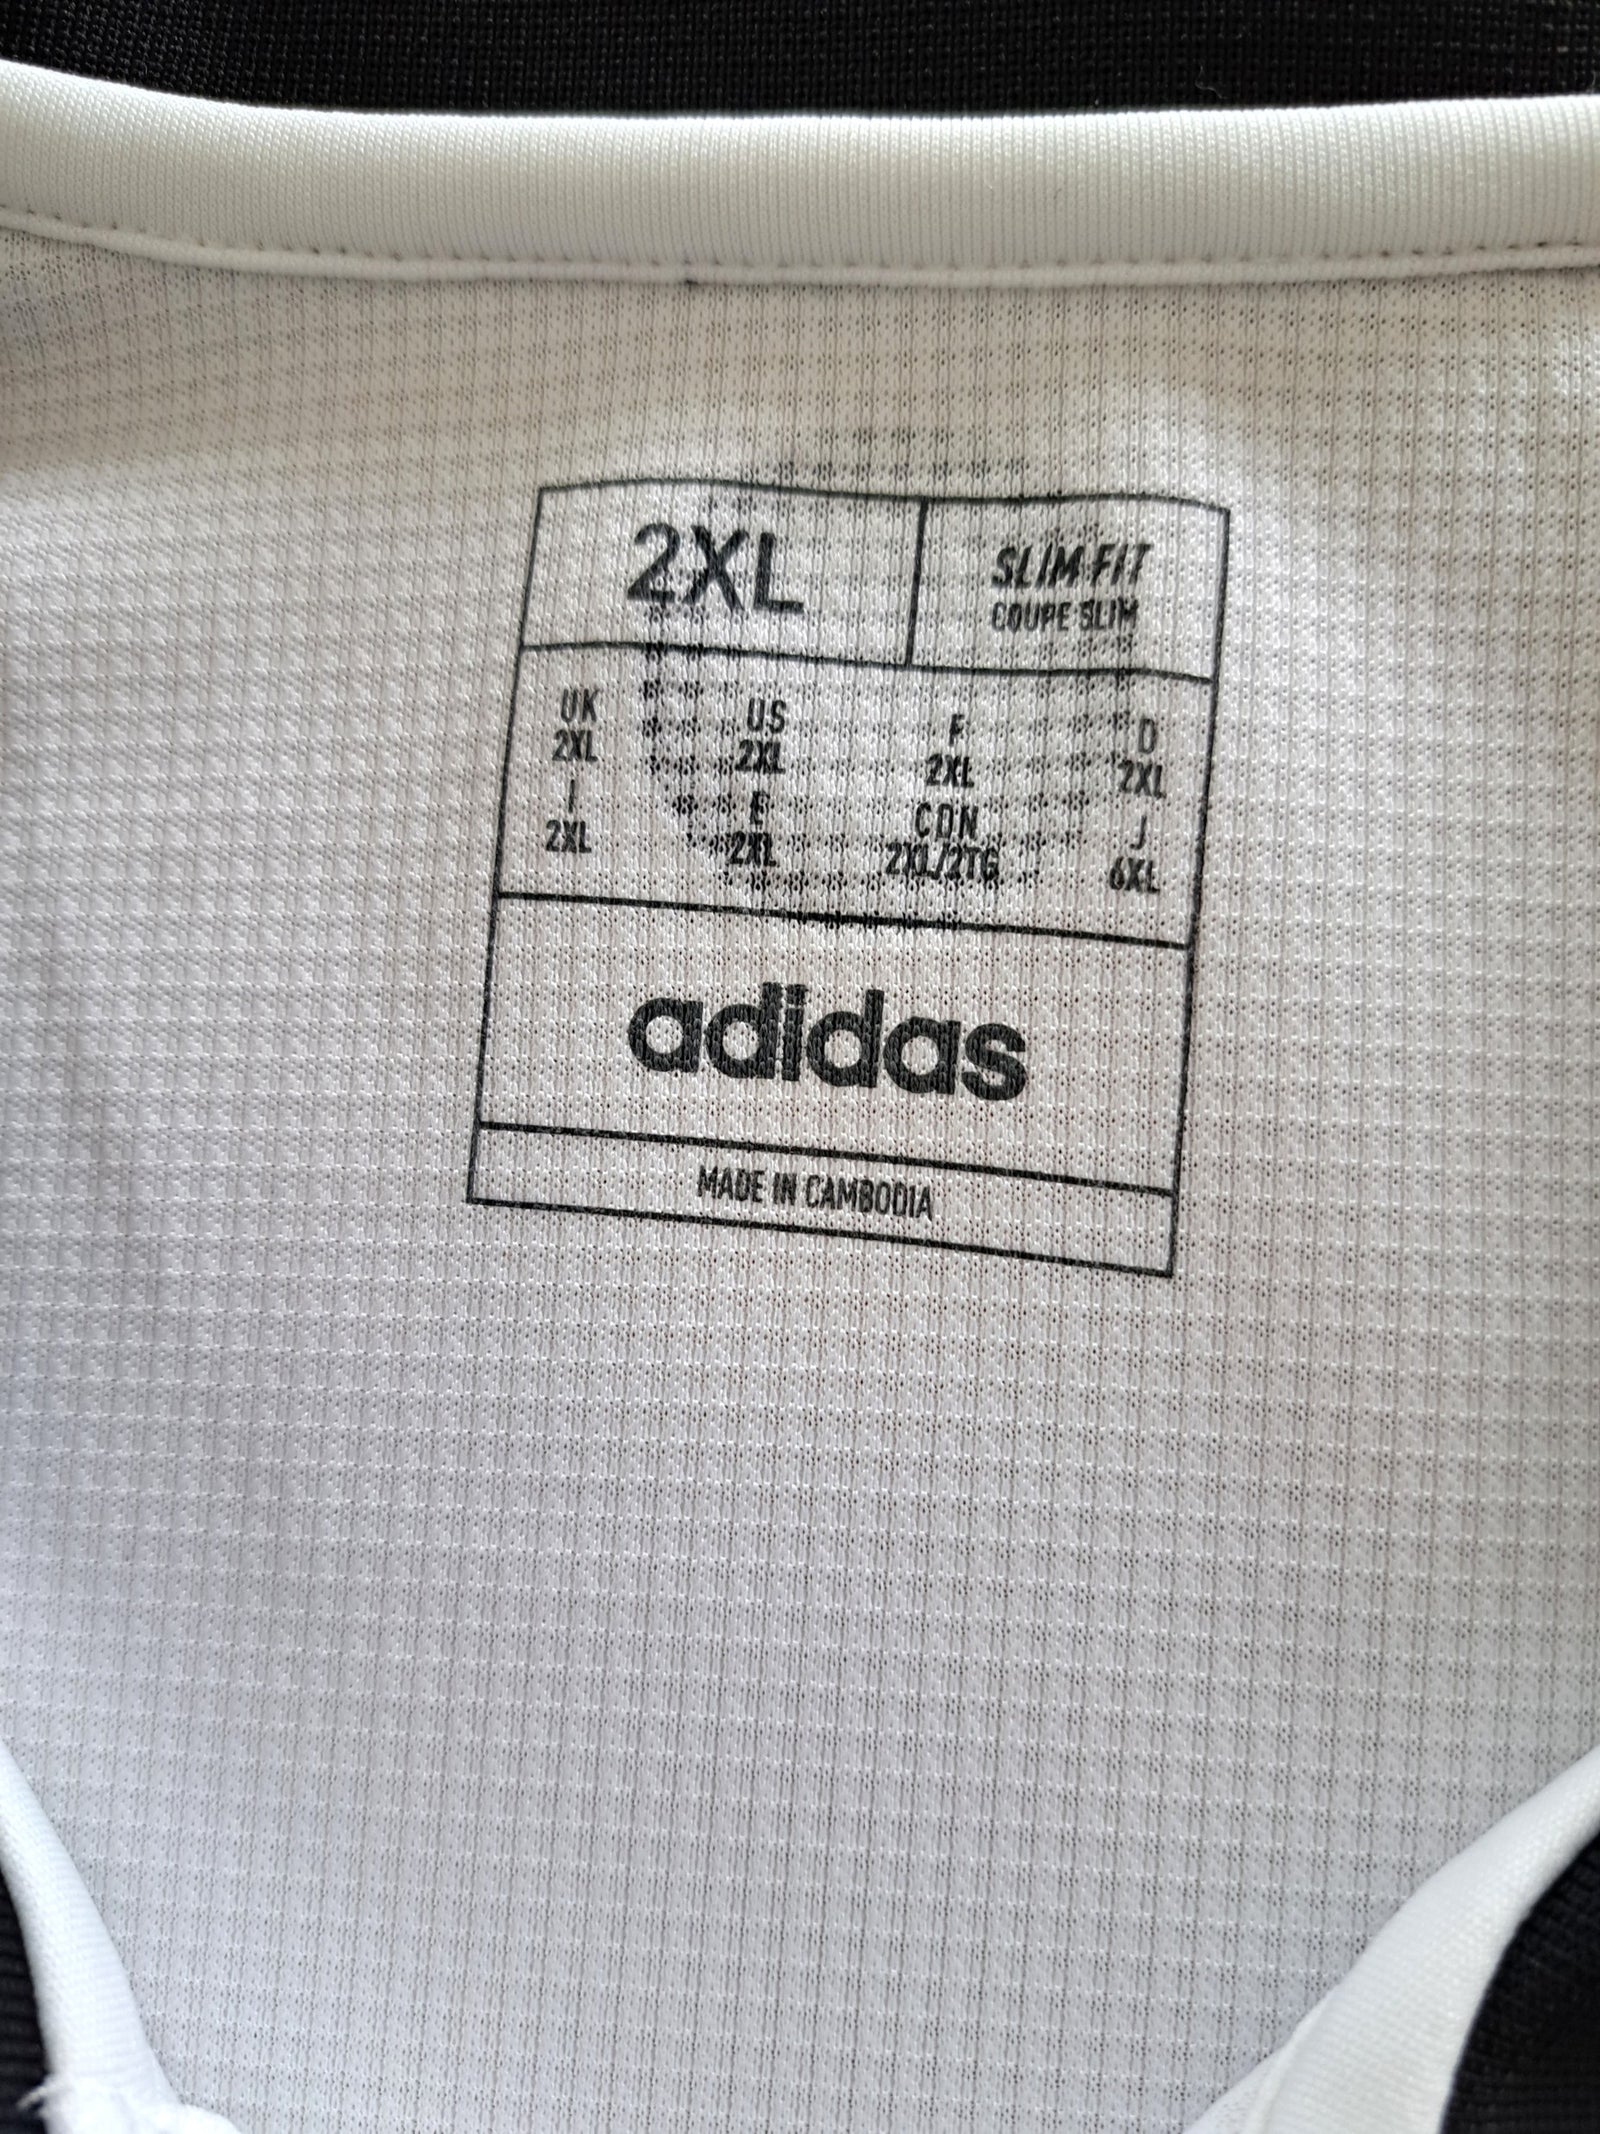 2XL
SLIM FIT
COUPE SLIM
UK US F D
2XL 2XL 2XL 2XL
I E CDN J
2XL 2XL 2XL/2TG 6XL
adidas
MADE IN CAMBODIA